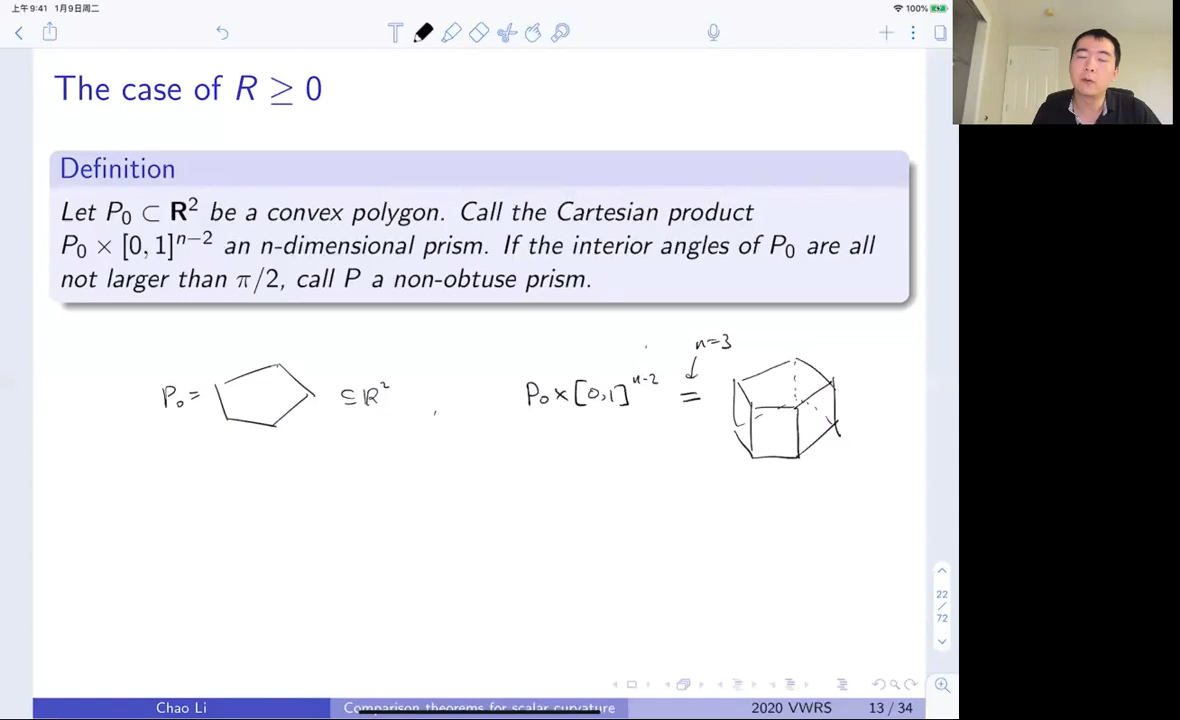 上午9:41 1月9日周二
100%
The case of R ≥ 0
Definition
Let P₀ ⊂ R² be a convex polygon. Call the Cartesian product
P₀ × [0, 1]ⁿ⁻² an n-dimensional prism. If the interior angles of P₀ are all
not larger than π/2, call P a non-obtuse prism.
n=3
P₀ = ⊆ ℝ² , P₀ × [0,1]ⁿ⁻² =
22
/
72
Chao Li Comparison theorems for scalar curvature 2020 VWRS 13 / 34